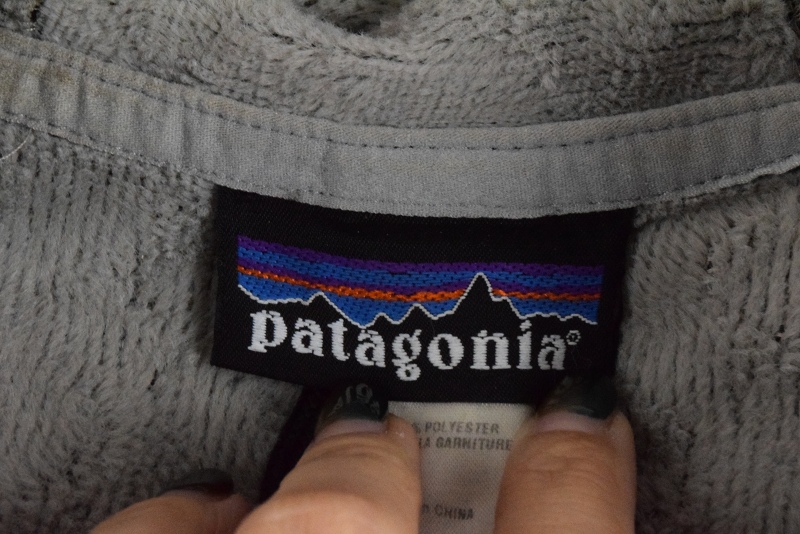 patagonia®
% POLYESTER
LA GARNITURE
CHINA